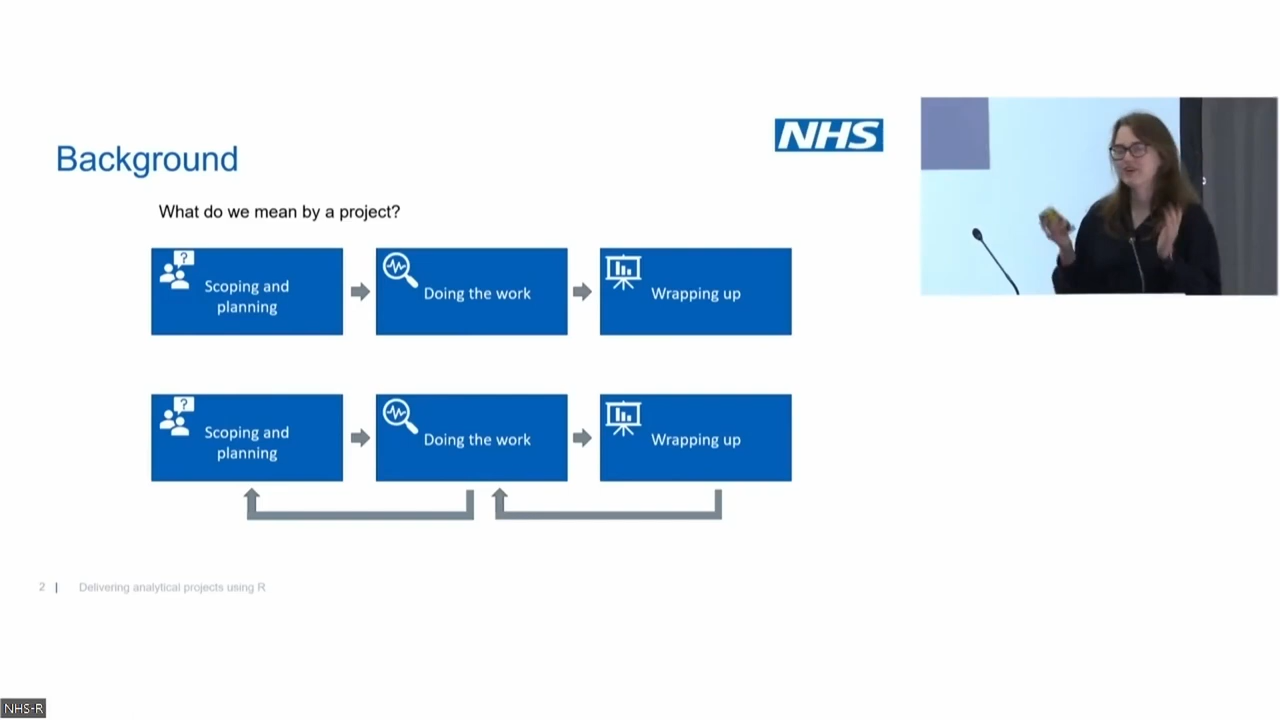 Background
NHS
What do we mean by a project?
?
Scoping and
planning
Doing the work
Wrapping up
?
Scoping and
planning
Doing the work
Wrapping up
2 | Delivering analytical projects using R
NHS-R